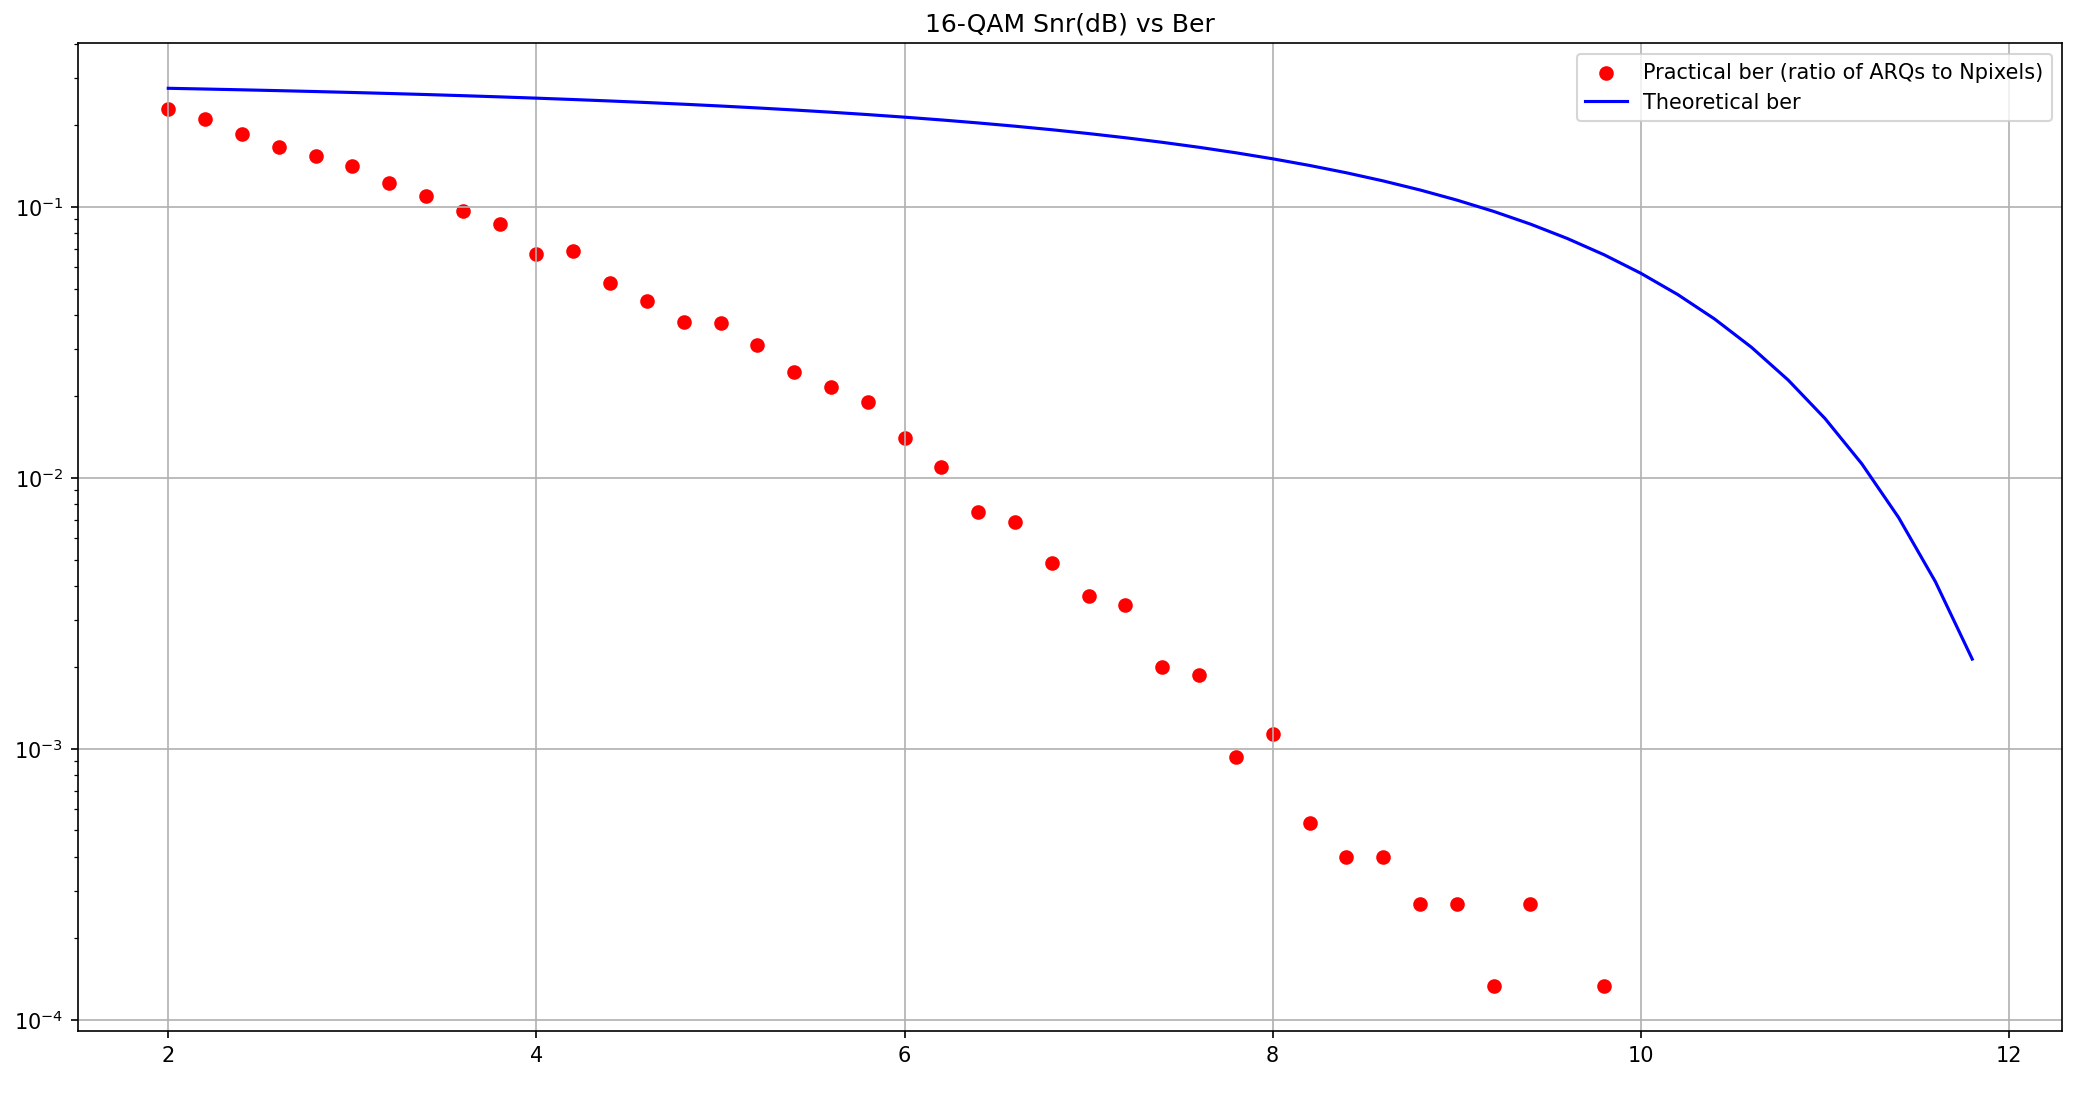 16-QAM Snr(dB) vs Ber
Practical ber (ratio of ARQs to Npixels)
Theoretical ber
10⁻¹
10⁻²
10⁻³
10⁻⁴
2 4 6 8 10 12